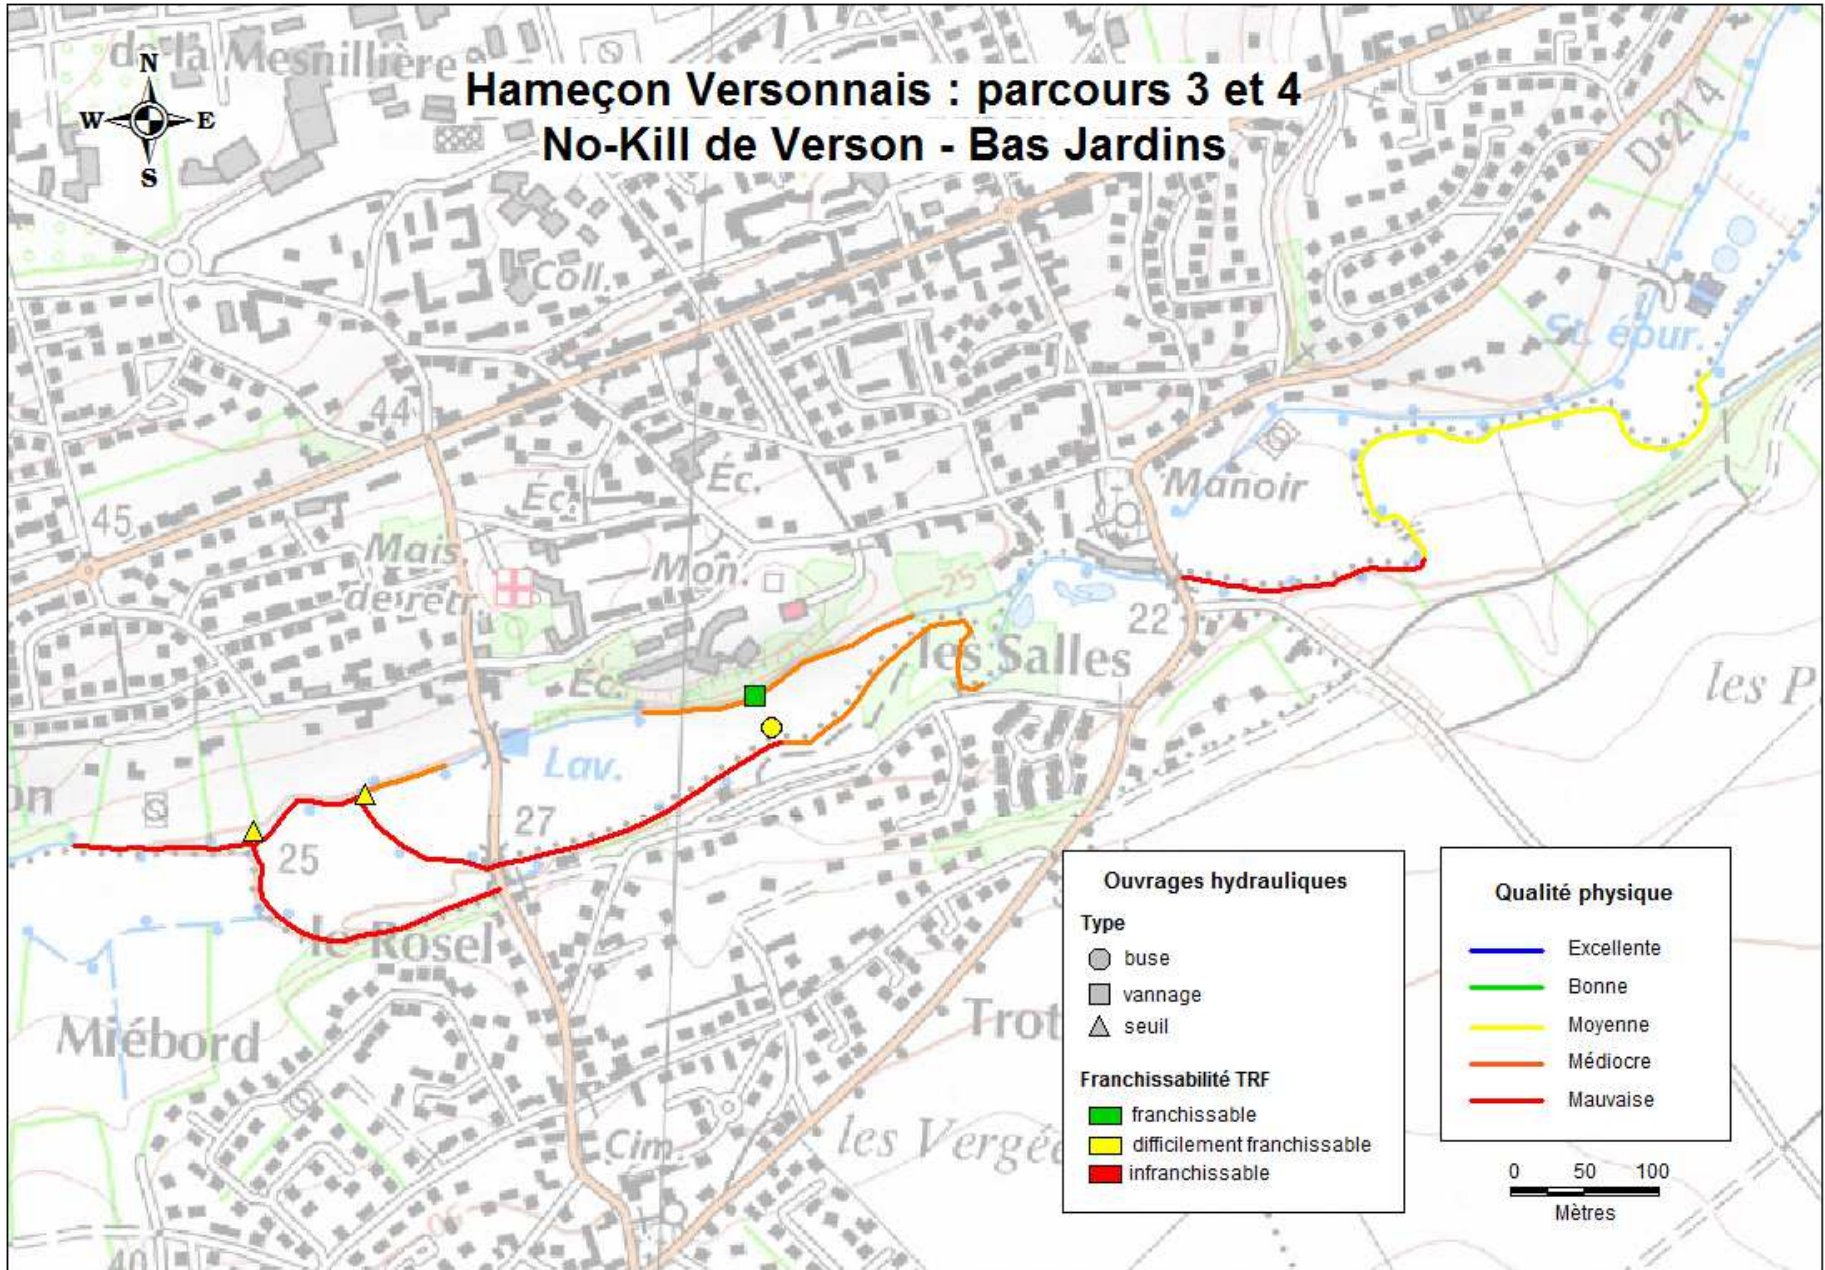 de la Mesnillière
N
W E
S
Hameçon Versonnais : parcours 3 et 4
No-Kill de Verson - Bas Jardins
D 214
Coll.
St. épur.
44
Éc.
Éc.
Manoir
45
Mais.
de retr.
Mon.
25
22
les Salles
les P
Éc.
Lav.
on
27
25
le Rosel
Miébord
Trot
les Vergée
Cim.
40
Ouvrages hydrauliques
Type
buse
vannage
seuil
Franchissabilité TRF
franchissable
difficilement franchissable
infranchissable
Qualité physique
Excellente
Bonne
Moyenne
Médiocre
Mauvaise
0 50 100
Mètres